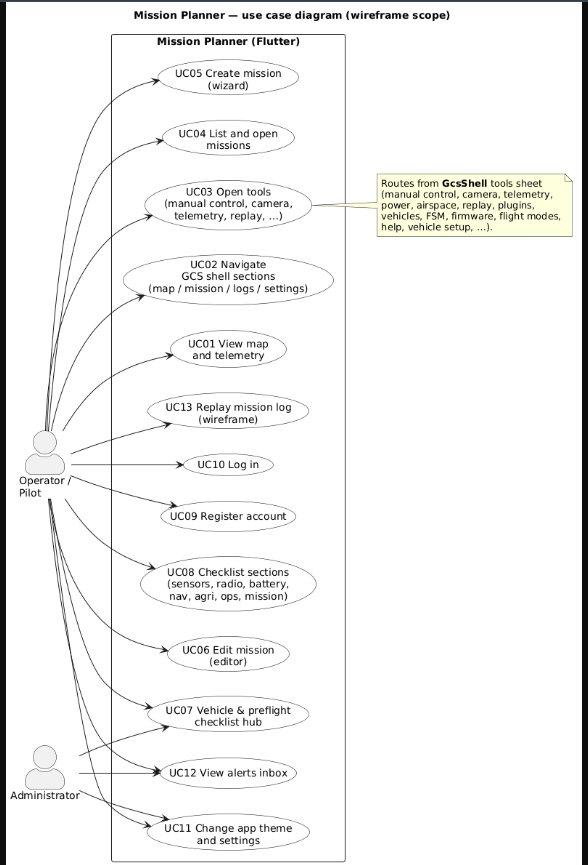 Mission Planner — use case diagram (wireframe scope)
Mission Planner (Flutter)
UC05 Create mission
(wizard)
UC04 List and open
missions
UC03 Open tools
(manual control, camera,
telemetry, replay, ...)
Routes from GcsShell tools sheet
(manual control, camera, telemetry,
power, airspace, replay, plugins,
vehicles, FSM, firmware, flight modes,
help, vehicle setup, ...).
UC02 Navigate
GCS shell sections
(map / mission / logs / settings)
UC01 View map
and telemetry
UC13 Replay mission log
(wireframe)
UC10 Log in
Operator /
Pilot
UC09 Register account
UC08 Checklist sections
(sensors, radio, battery,
nav, agri, ops, mission)
UC06 Edit mission
(editor)
UC07 Vehicle & preflight
checklist hub
UC12 View alerts inbox
Administrator
UC11 Change app theme
and settings